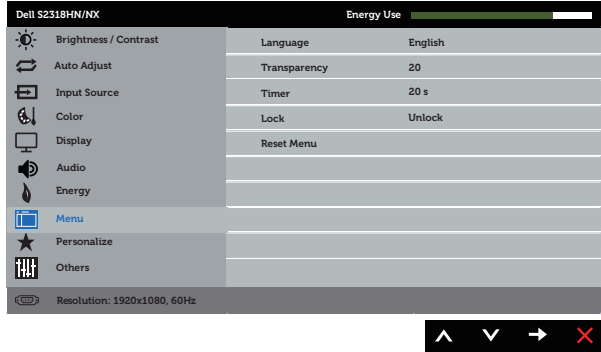 Dell S2318HN/NX Energy Use
Brightness / Contrast
Auto Adjust
Input Source
Color
Display
Audio
Energy
Menu
Personalize
Others
Language English
Transparency 20
Timer 20 s
Lock Unlock
Reset Menu
Resolution: 1920x1080, 60Hz